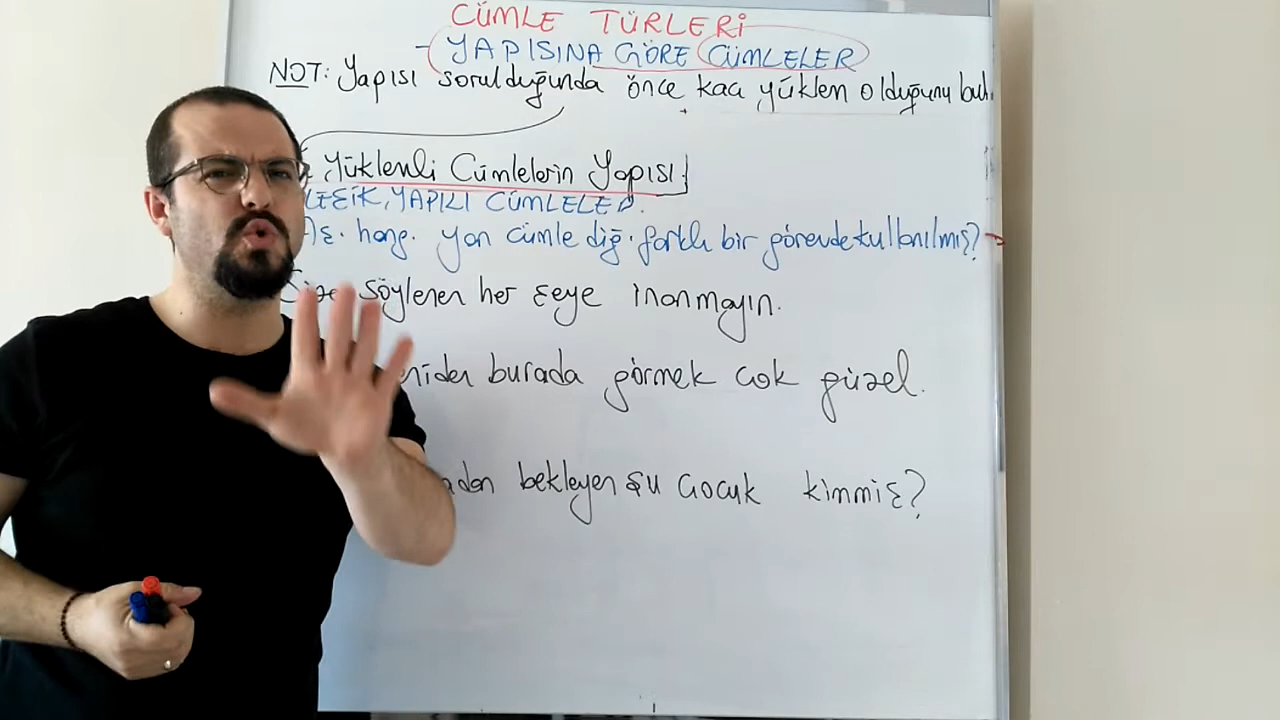 CÜMLE TÜRLERİ
- YAPISINA GÖRE CÜMLELER
NOT: Yapısı sorulduğunda önce kaç yüklem olduğunu bul.
Yüklemli Cümlelerin Yapısı}
LEŞİK, YAPILI CÜMLELER.
hang. yan cümle diğ. farklı bir görevde kullanılmış?
söylenen her şeye inanmayın.
burada görmek çok güzel.
bekleyen şu çocuk kimmiş?